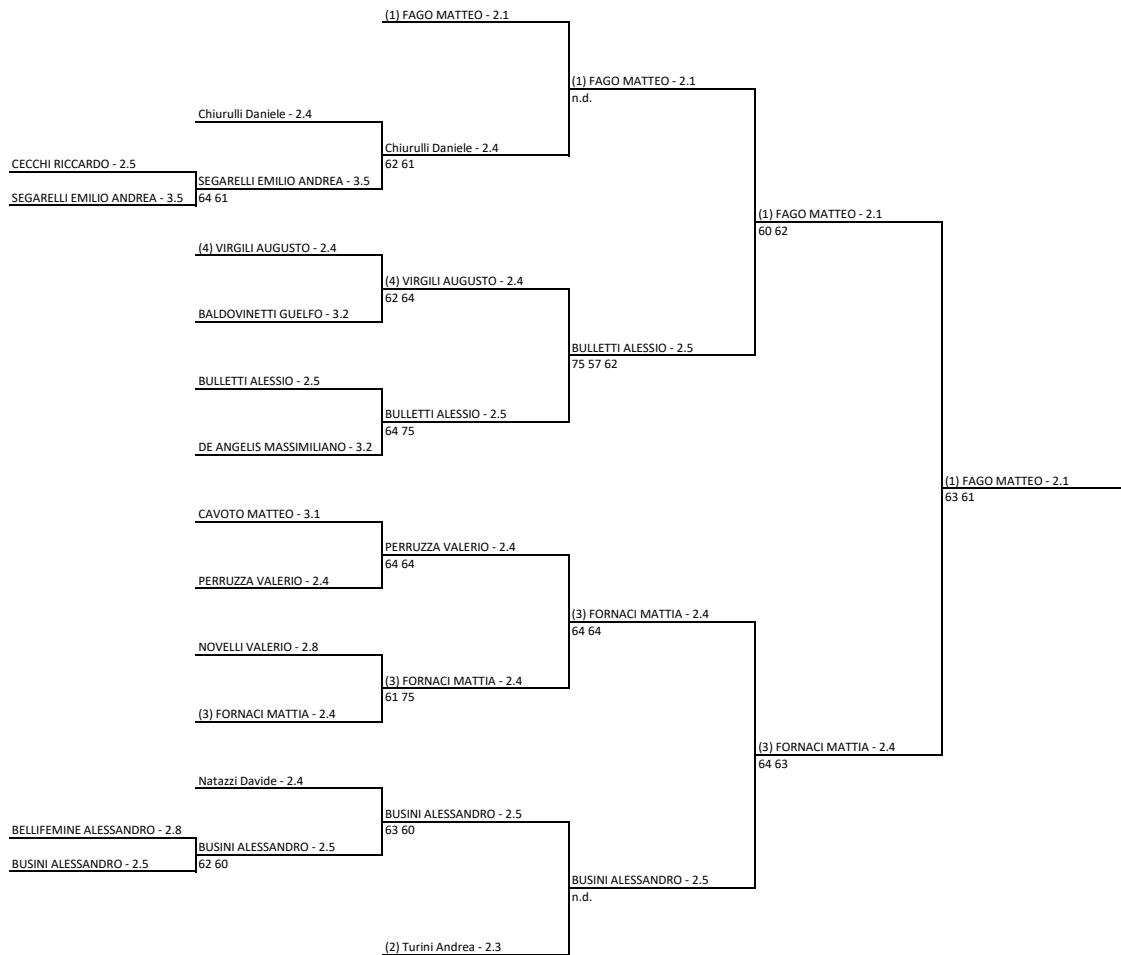 (1) FAGO MATTEO - 2.1
(1) FAGO MATTEO - 2.1
n.d.
Chiurulli Daniele - 2.4
Chiurulli Daniele - 2.4
62 61
CECCHI RICCARDO - 2.5
SEGARELLI EMILIO ANDREA - 3.5
64 61
SEGARELLI EMILIO ANDREA - 3.5
(1) FAGO MATTEO - 2.1
60 62
(4) VIRGILI AUGUSTO - 2.4
(4) VIRGILI AUGUSTO - 2.4
62 64
BALDOVINETTI GUELFO - 3.2
BULLETTI ALESSIO - 2.5
75 57 62
BULLETTI ALESSIO - 2.5
BULLETTI ALESSIO - 2.5
64 75
DE ANGELIS MASSIMILIANO - 3.2
(1) FAGO MATTEO - 2.1
63 61
CAVOTO MATTEO - 3.1
PERRUZZA VALERIO - 2.4
64 64
PERRUZZA VALERIO - 2.4
(3) FORNACI MATTIA - 2.4
64 64
NOVELLI VALERIO - 2.8
(3) FORNACI MATTIA - 2.4
61 75
(3) FORNACI MATTIA - 2.4
(3) FORNACI MATTIA - 2.4
64 63
Natazzi Davide - 2.4
BUSINI ALESSANDRO - 2.5
63 60
BELLIFEMINE ALESSANDRO - 2.8
BUSINI ALESSANDRO - 2.5
62 60
BUSINI ALESSANDRO - 2.5
BUSINI ALESSANDRO - 2.5
n.d.
(2) Turini Andrea - 2.3